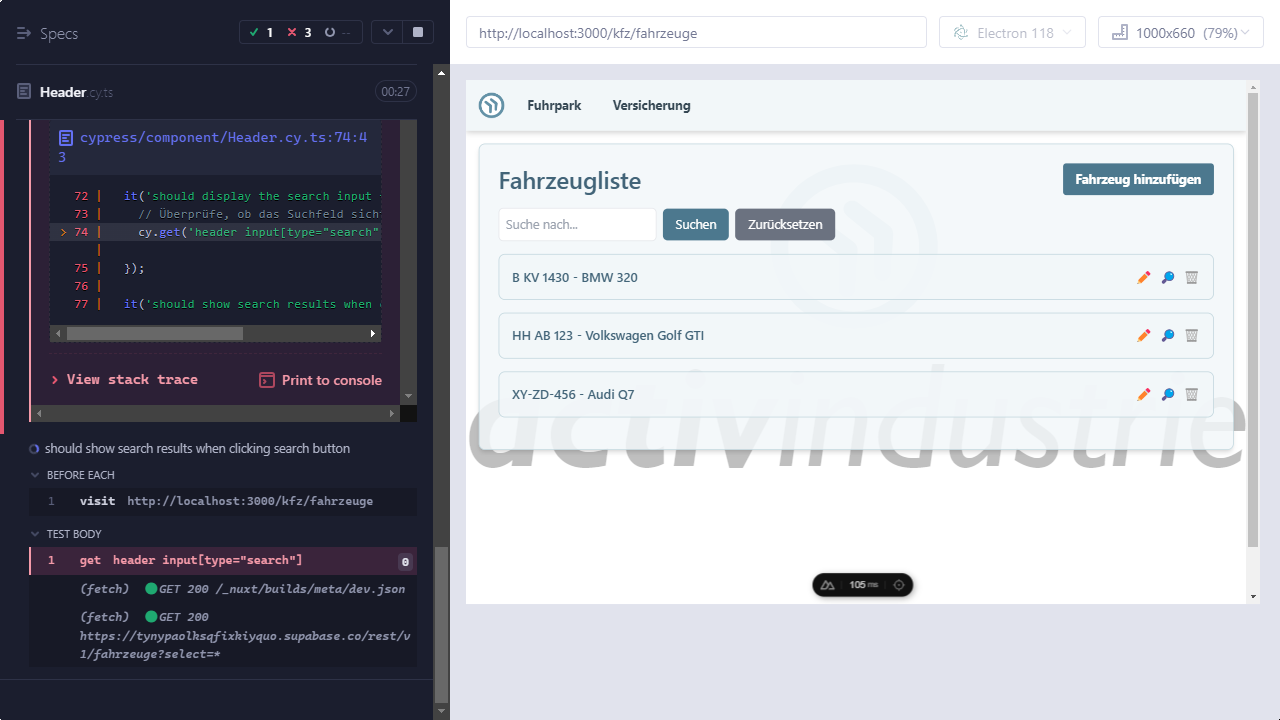 Specs
1 3 --
Header.cy.ts
00:27
cypress/component/Header.cy.ts:74:4
3
72 | it('should display the search input
73 | // Überprüfe, ob das Suchfeld sich
> 74 | cy.get('header input[type="search"
|
75 | });
76 |
77 | it('should show search results when
View stack trace
Print to console
should show search results when clicking search button
BEFORE EACH
1 visit http://localhost:3000/kfz/fahrzeuge
TEST BODY
1 get header input[type="search"] 0
(fetch) GET 200 /_nuxt/builds/meta/dev.json
(fetch) GET 200
https://tynypaolksqfixkiyquo.supabase.co/rest/v
1/fahrzeuge?select=*
http://localhost:3000/kfz/fahrzeuge
Electron 118
1000x660 (79%)
Fuhrpark Versicherung
Fahrzeugliste
Fahrzeug hinzufügen
Suche nach... Suchen Zurücksetzen
B KV 1430 - BMW 320
HH AB 123 - Volkswagen Golf GTI
XY-ZD-456 - Audi Q7
activindustrie
105 ms